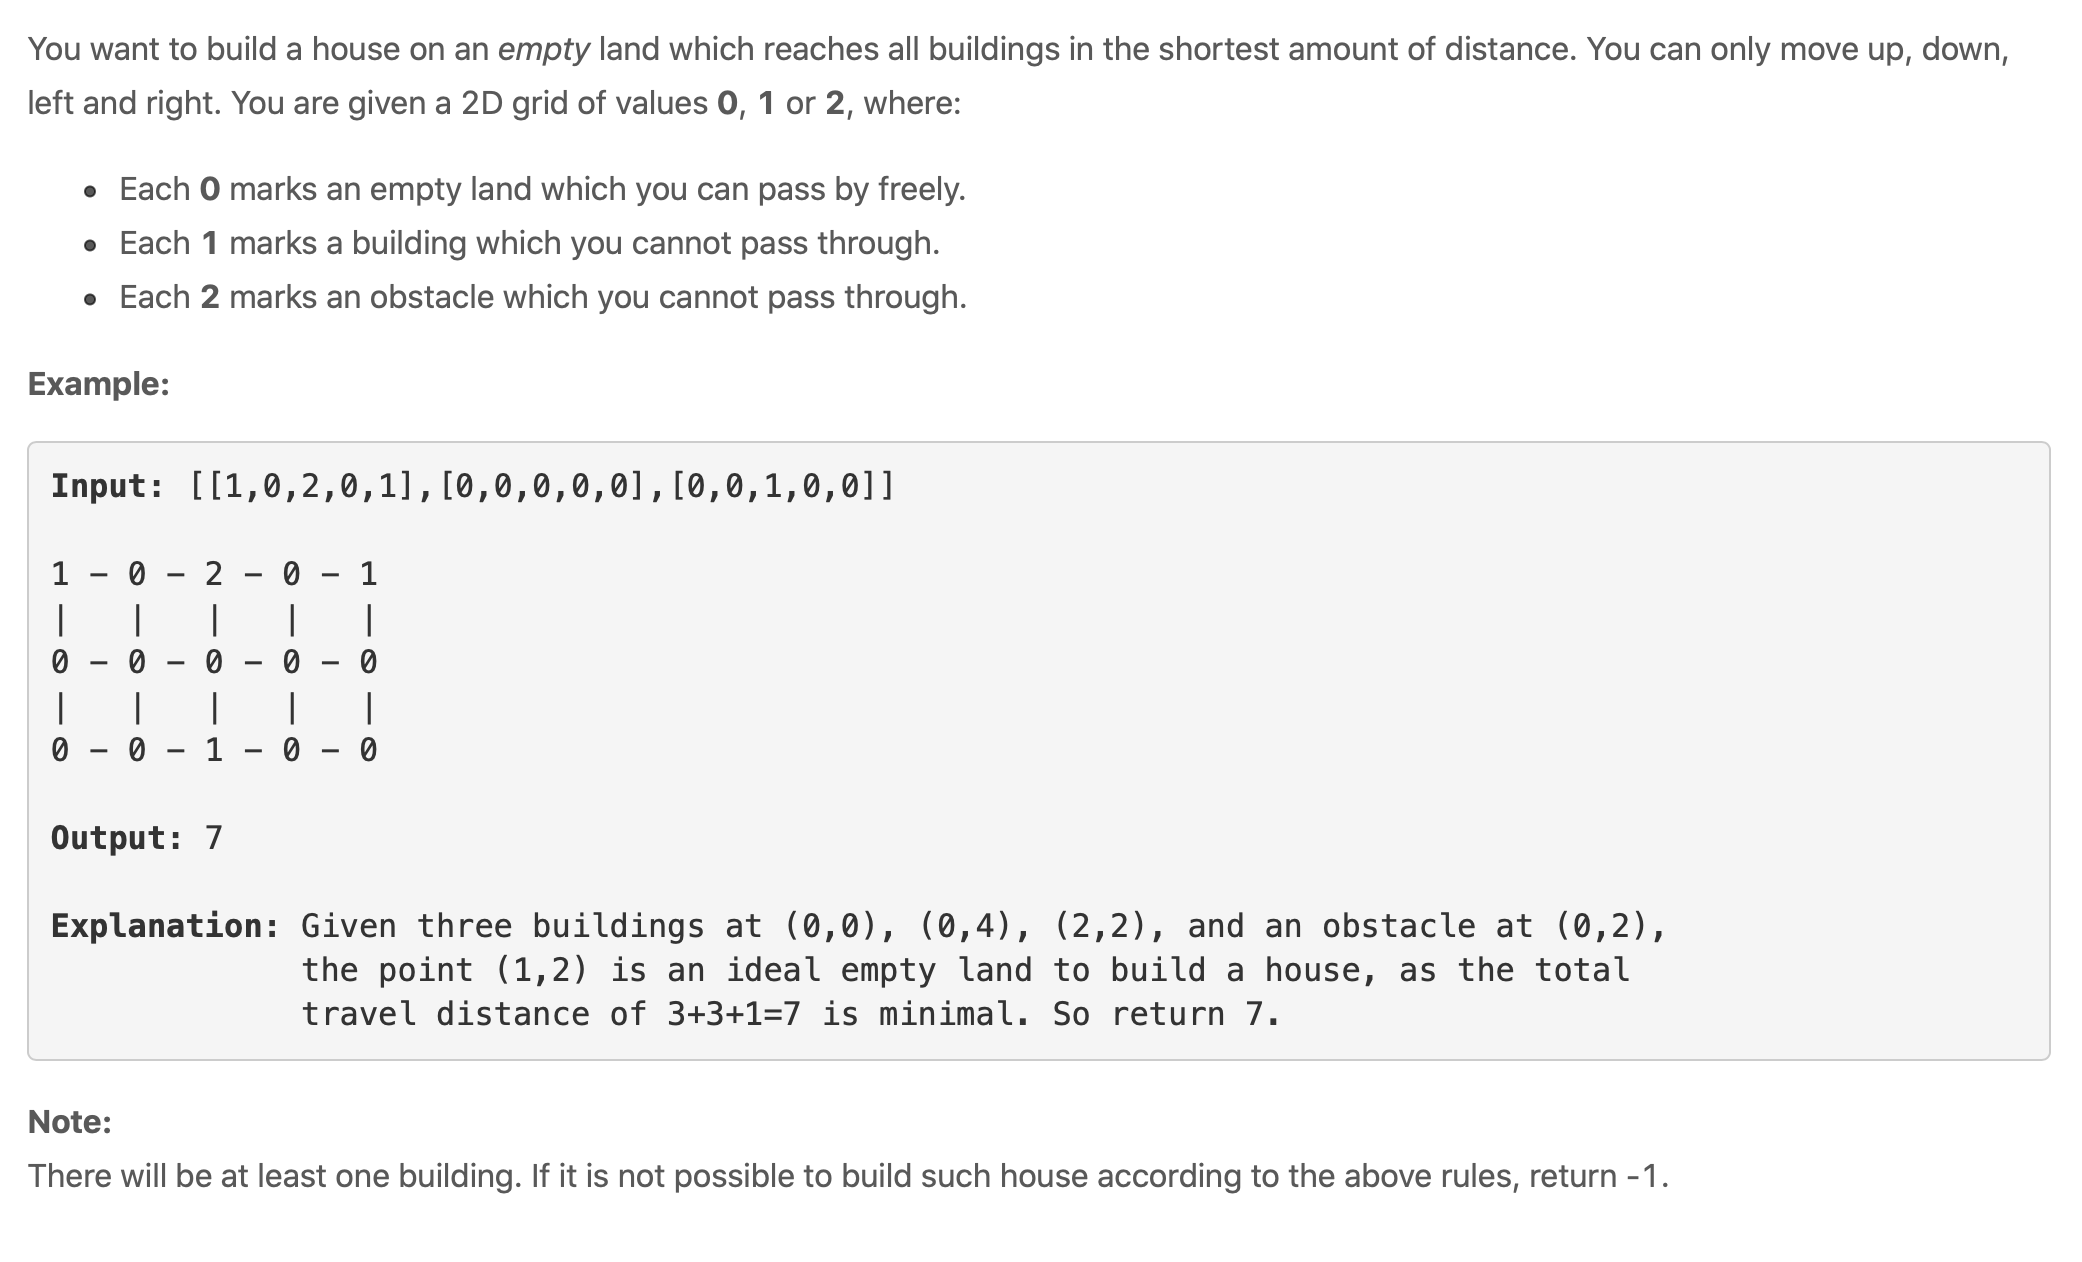 You want to build a house on an empty land which reaches all buildings in the shortest amount of distance. You can only move up, down,
left and right. You are given a 2D grid of values 0, 1 or 2, where:
• Each 0 marks an empty land which you can pass by freely.
• Each 1 marks a building which you cannot pass through.
• Each 2 marks an obstacle which you cannot pass through.
Example:
Input: [[1,0,2,0,1],[0,0,0,0,0],[0,0,1,0,0]]
1 - 0 - 2 - 0 - 1
|   |   |   |   |
0 - 0 - 0 - 0 - 0
|   |   |   |   |
0 - 0 - 1 - 0 - 0
Output: 7
Explanation: Given three buildings at (0,0), (0,4), (2,2), and an obstacle at (0,2),
the point (1,2) is an ideal empty land to build a house, as the total
travel distance of 3+3+1=7 is minimal. So return 7.
Note:
There will be at least one building. If it is not possible to build such house according to the above rules, return -1.